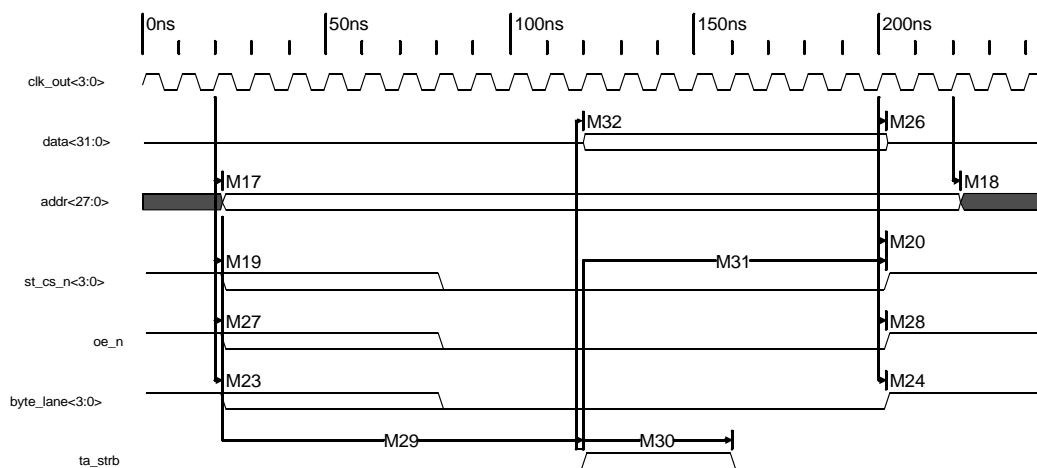 0ns 50ns 100ns 150ns 200ns
clk_out<3:0>
M32 M26
data<31:0>
M17 M18
addr<27:0>
M20
M19 M31
st_cs_n<3:0>
M27 M28
oe_n
M23 M24
byte_lane<3:0>
M29 M30
ta_strb